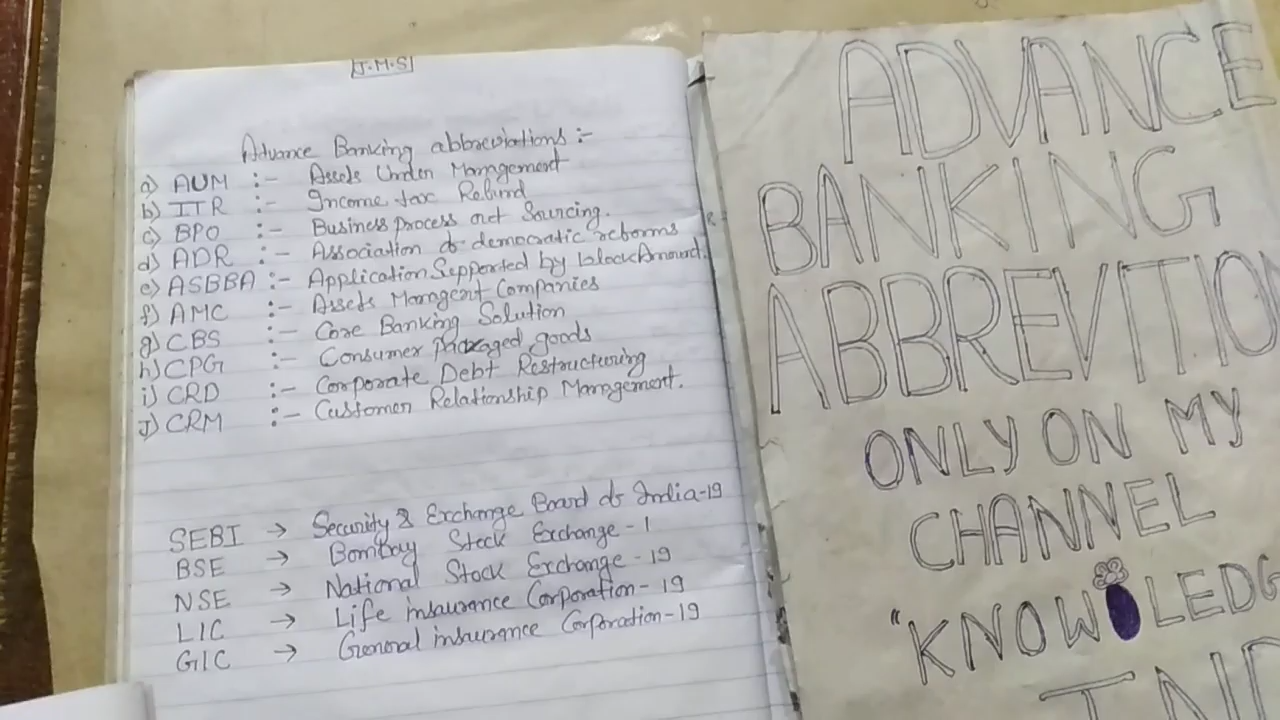 J.M.S
Advance Banking abbreviations :-
a) AUM :- Assets Under Management
b) ITR :- Income tax Refund
c) BPO :- Business Process out Sourcing.
d) ADR :- Association of democratic reforms
e) ASBBA :- Application Supported by block Amount.
f) AMC :- Assets Mangent Companies
g) CBS :- Core Banking Solution
h) CPG :- Consumer Packaged goods
i) CRD :- Corporate Debt Restructuring
J) CRM :- Customer Relationship Management.
SEBI → Security & Exchange Board of India-19
BSE → Bombay Stock Exchange - 1
NSE → National Stock Exchange - 19
LIC → Life insurance Corporation - 19
GIC → General insurance Corporation-19
ADVANCE
BANKING
ABBREVITION
ONLY ON MY
CHANNEL
"KNOWLEDG